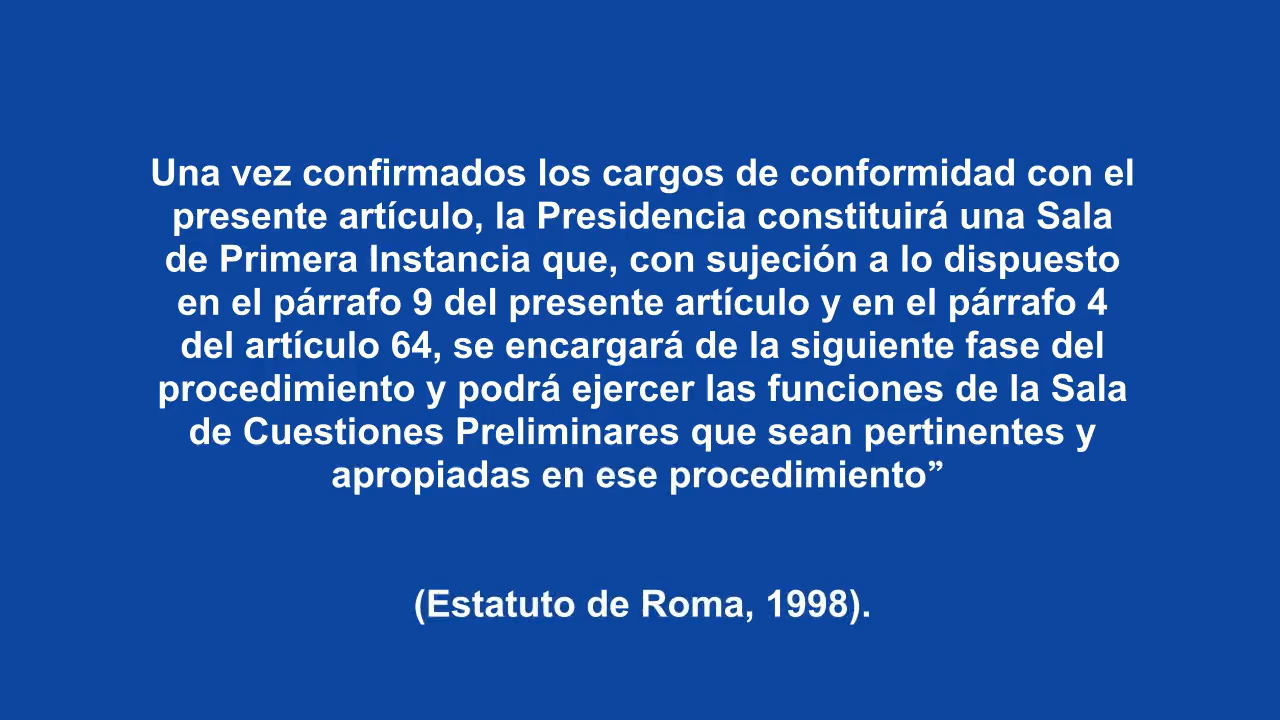 Una vez confirmados los cargos de conformidad con el
presente artículo, la Presidencia constituirá una Sala
de Primera Instancia que, con sujeción a lo dispuesto
en el párrafo 9 del presente artículo y en el párrafo 4
del artículo 64, se encargará de la siguiente fase del
procedimiento y podrá ejercer las funciones de la Sala
de Cuestiones Preliminares que sean pertinentes y
apropiadas en ese procedimiento”
(Estatuto de Roma, 1998).